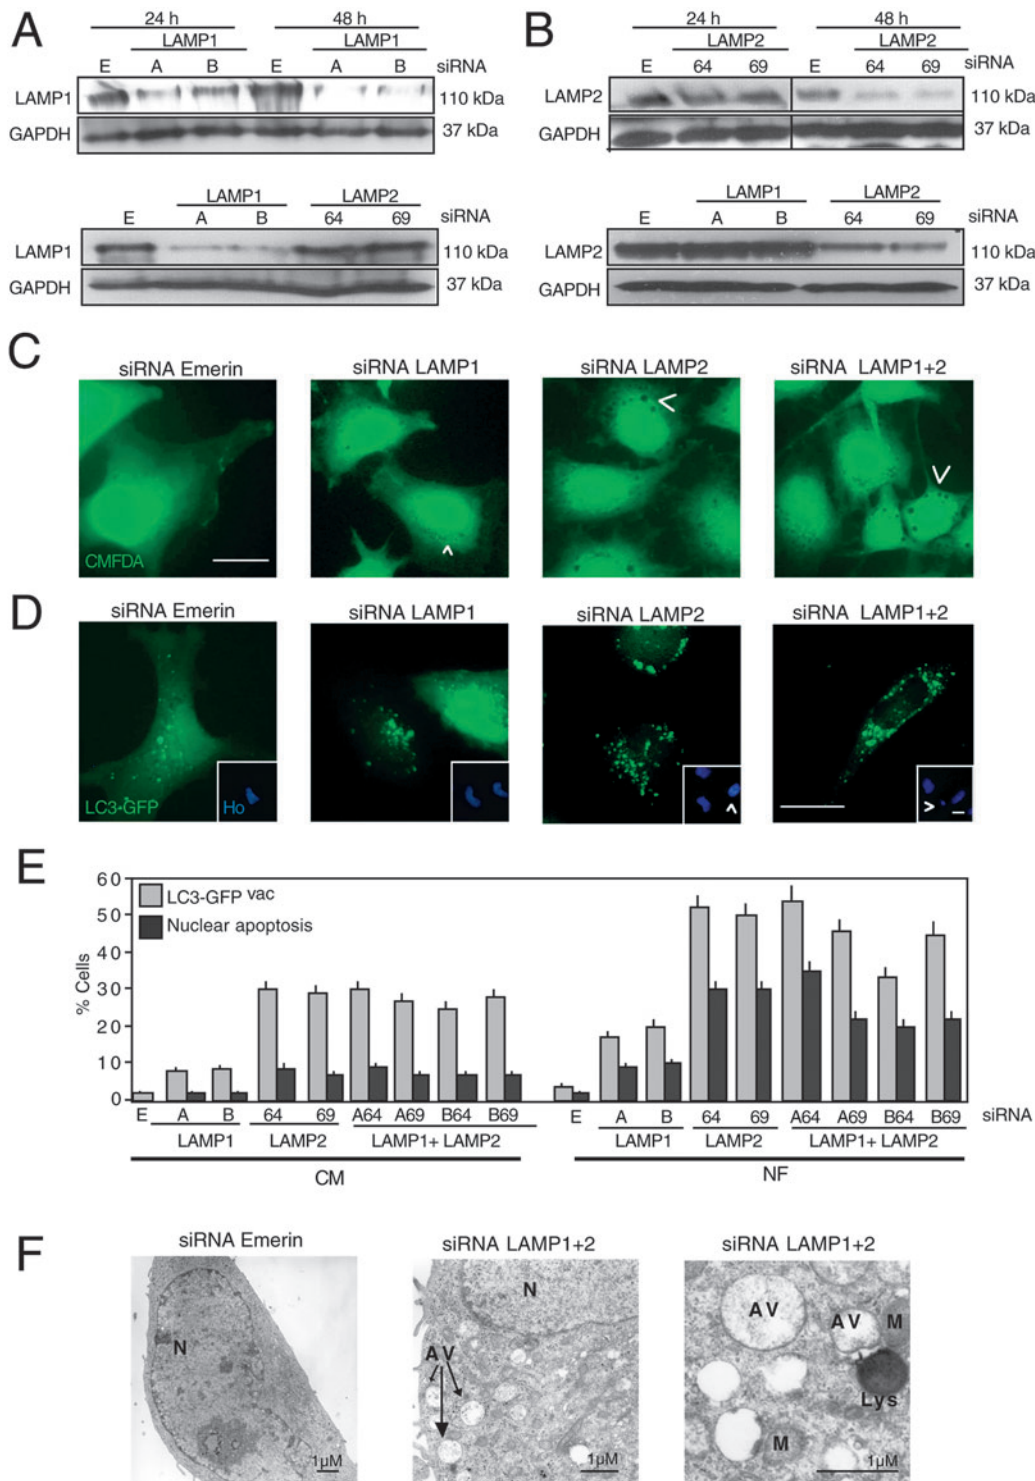 A
24 h
48 h
LAMP1
LAMP1
E A B E A B siRNA
LAMP1
110 kDa
GAPDH
37 kDa
LAMP1
LAMP2
E A B 64 69 siRNA
LAMP1
110 kDa
GAPDH
37 kDa
B
24 h
48 h
LAMP2
LAMP2
E 64 69 E 64 69 siRNA
LAMP2
110 kDa
GAPDH
37 kDa
LAMP1
LAMP2
E A B 64 69 siRNA
LAMP2
110 kDa
GAPDH
37 kDa
C
siRNA Emerin
siRNA LAMP1
siRNA LAMP2
siRNA LAMP1+2
CMFDA
D
siRNA Emerin
siRNA LAMP1
siRNA LAMP2
siRNA LAMP1+2
LC3-GFP
Ho
E
60
50
40
30
20
10
0
% Cells
LC3-GFP vac
Nuclear apoptosis
E A B 64 69 A64 A69 B64 B69 E A B 64 69 A64 A69 B64 B69 siRNA
LAMP1 LAMP2 LAMP1+ LAMP2 LAMP1 LAMP2 LAMP1+ LAMP2
CM
NF
F
siRNA Emerin
siRNA LAMP1+2
siRNA LAMP1+2
N
1µM
N
AV
1µM
AV
AV
M
Lys
M
1µM